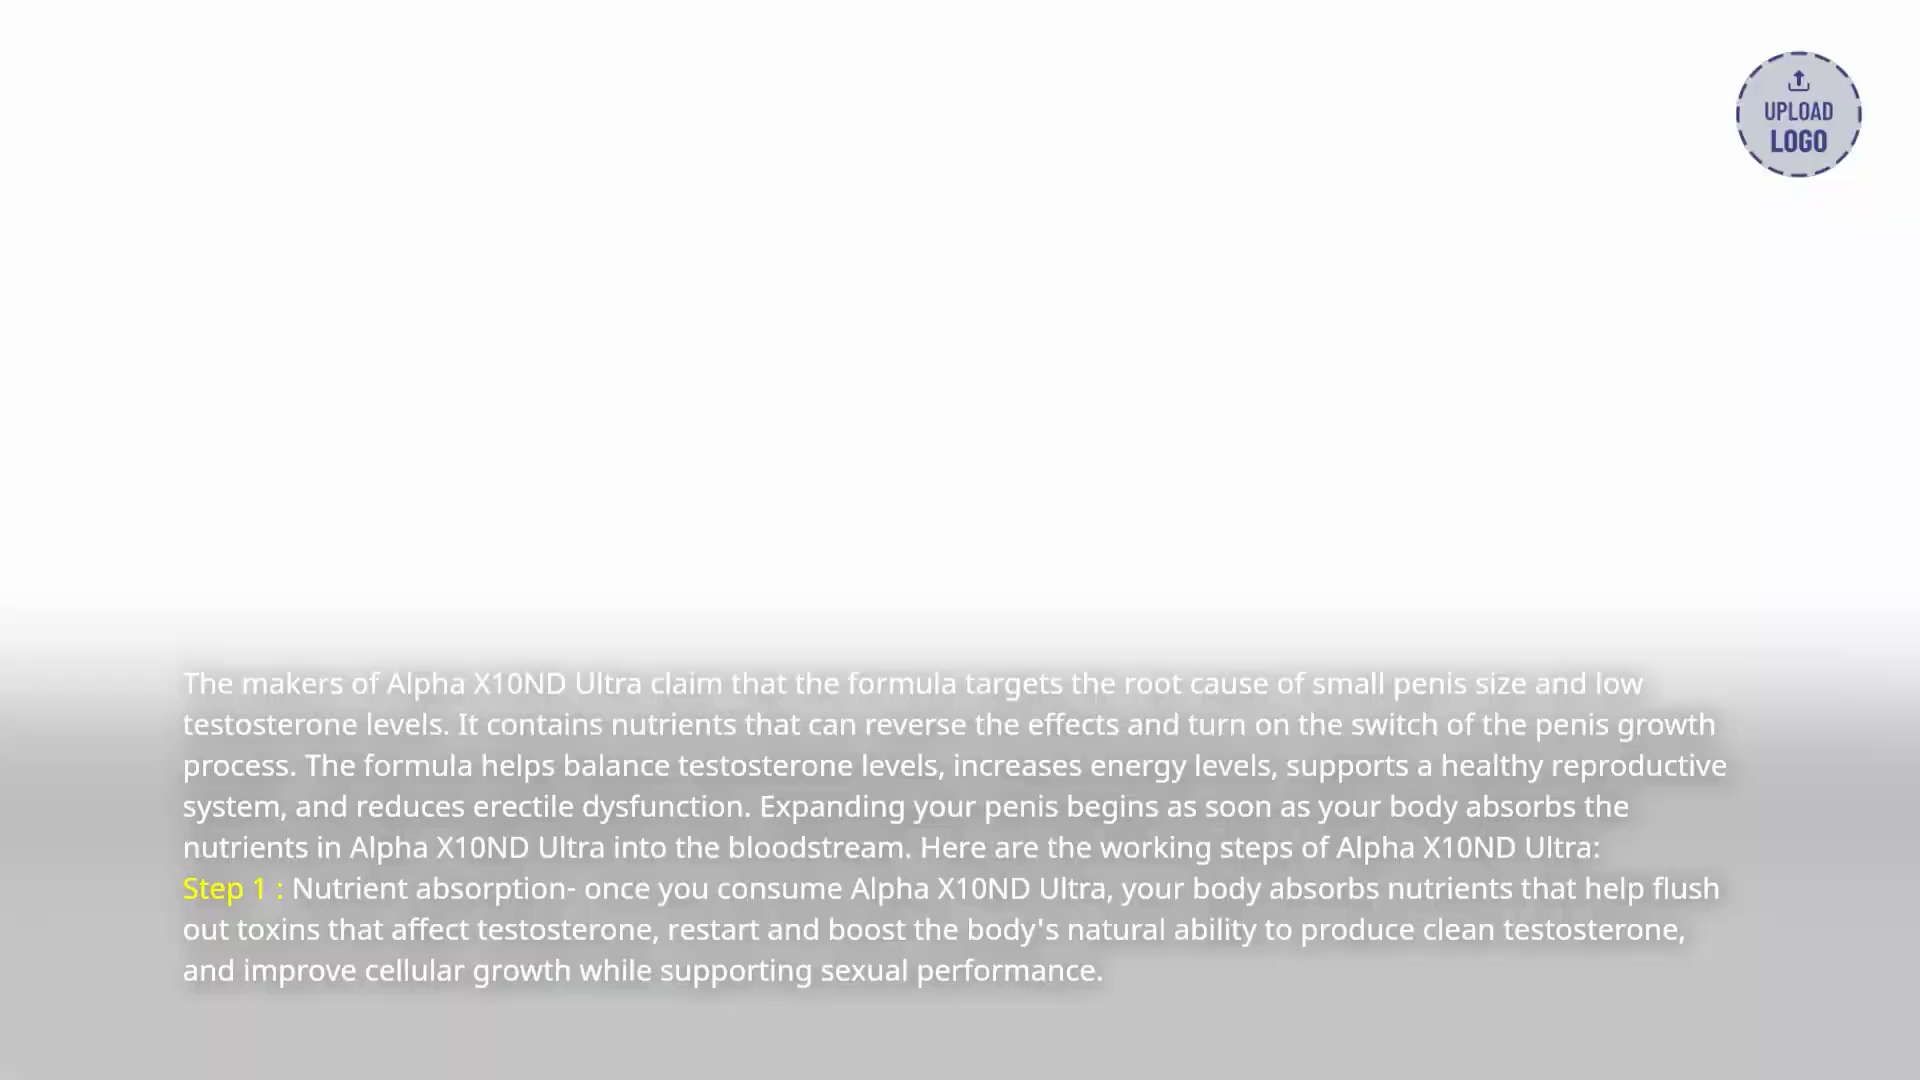 UPLOAD
LOGO
The makers of Alpha X10ND Ultra claim that the formula targets the root cause of small penis size and low
testosterone levels. It contains nutrients that can reverse the effects and turn on the switch of the penis growth
process. The formula helps balance testosterone levels, increases energy levels, supports a healthy reproductive
system, and reduces erectile dysfunction. Expanding your penis begins as soon as your body absorbs the
nutrients in Alpha X10ND Ultra into the bloodstream. Here are the working steps of Alpha X10ND Ultra:
Step 1 : Nutrient absorption- once you consume Alpha X10ND Ultra, your body absorbs nutrients that help flush
out toxins that affect testosterone, restart and boost the body's natural ability to produce clean testosterone,
and improve cellular growth while supporting sexual performance.